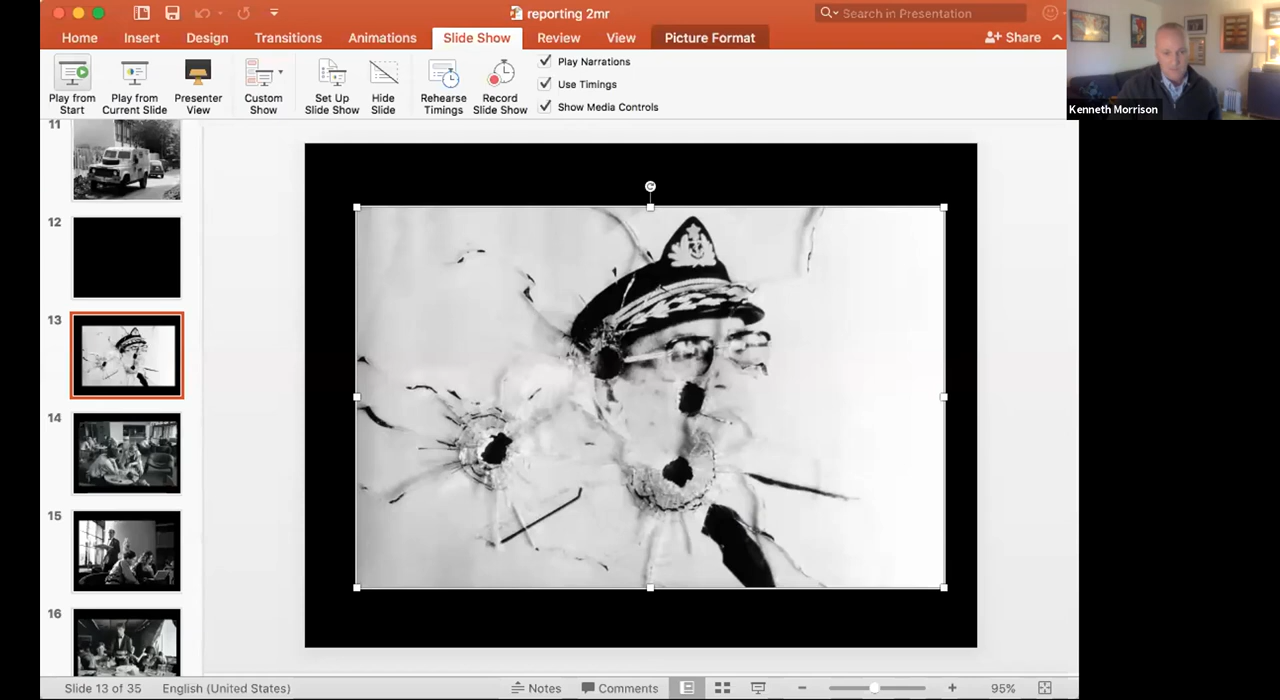 reporting 2mr
Search in Presentation
Home Insert Design Transitions Animations Slide Show Review View Picture Format Share
Play from Start
Play from Current Slide
Presenter View
Custom Show
Set Up Slide Show
Hide Slide
Rehearse Timings
Record Slide Show
Play Narrations
Use Timings
Show Media Controls
Kenneth Morrison
11
12
13
14
15
16
Slide 13 of 35 English (United States) Notes Comments 95%